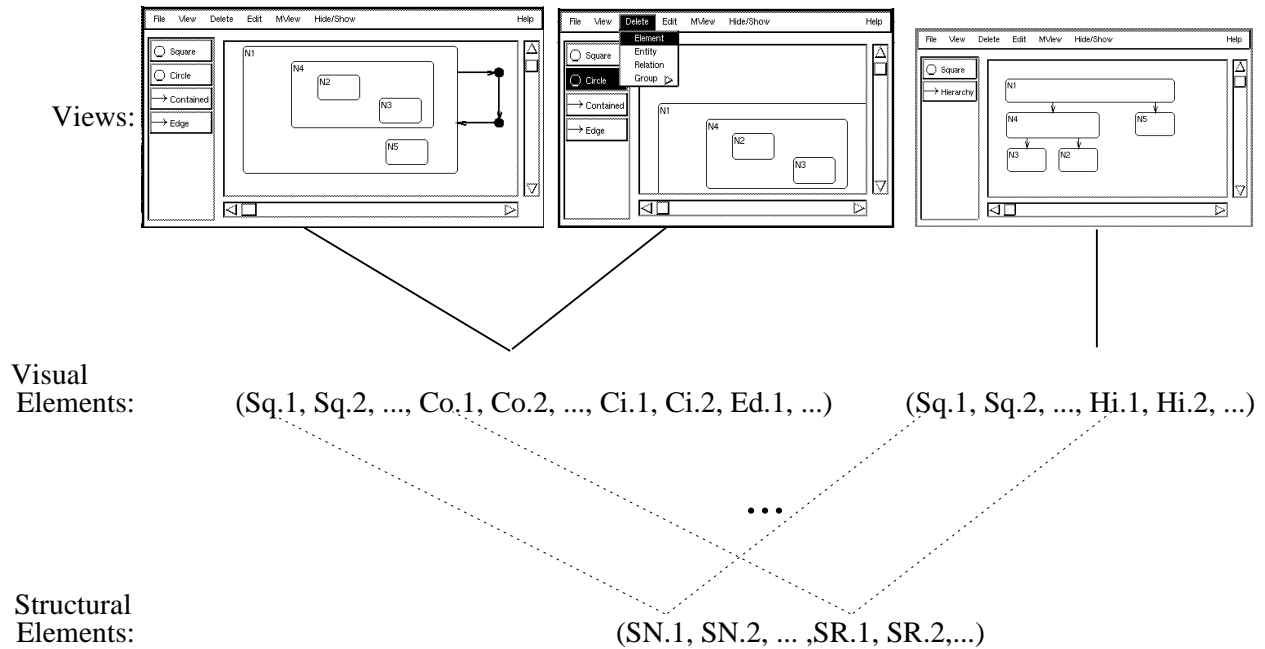 File View Delete Edit MView Hide/Show Help
Square
Circle
Contained
Edge
N1
N4
N2
N3
N5
File View Delete Edit MView Hide/Show Help
Element
Entity
Relation
Group
Square
Circle
Contained
Edge
N1
N4
N2
N3
File View Delete Edit MView Hide/Show Help
Square
Hierarchy
N1
N4
N5
N3
N2
Views:
Visual
Elements:
(Sq.1, Sq.2, ..., Co.1, Co.2, ..., Ci.1, Ci.2, Ed.1, ...)
(Sq.1, Sq.2, ..., Hi.1, Hi.2, ...)
...
Structural
Elements:
(SN.1, SN.2, ... ,SR.1, SR.2,...)